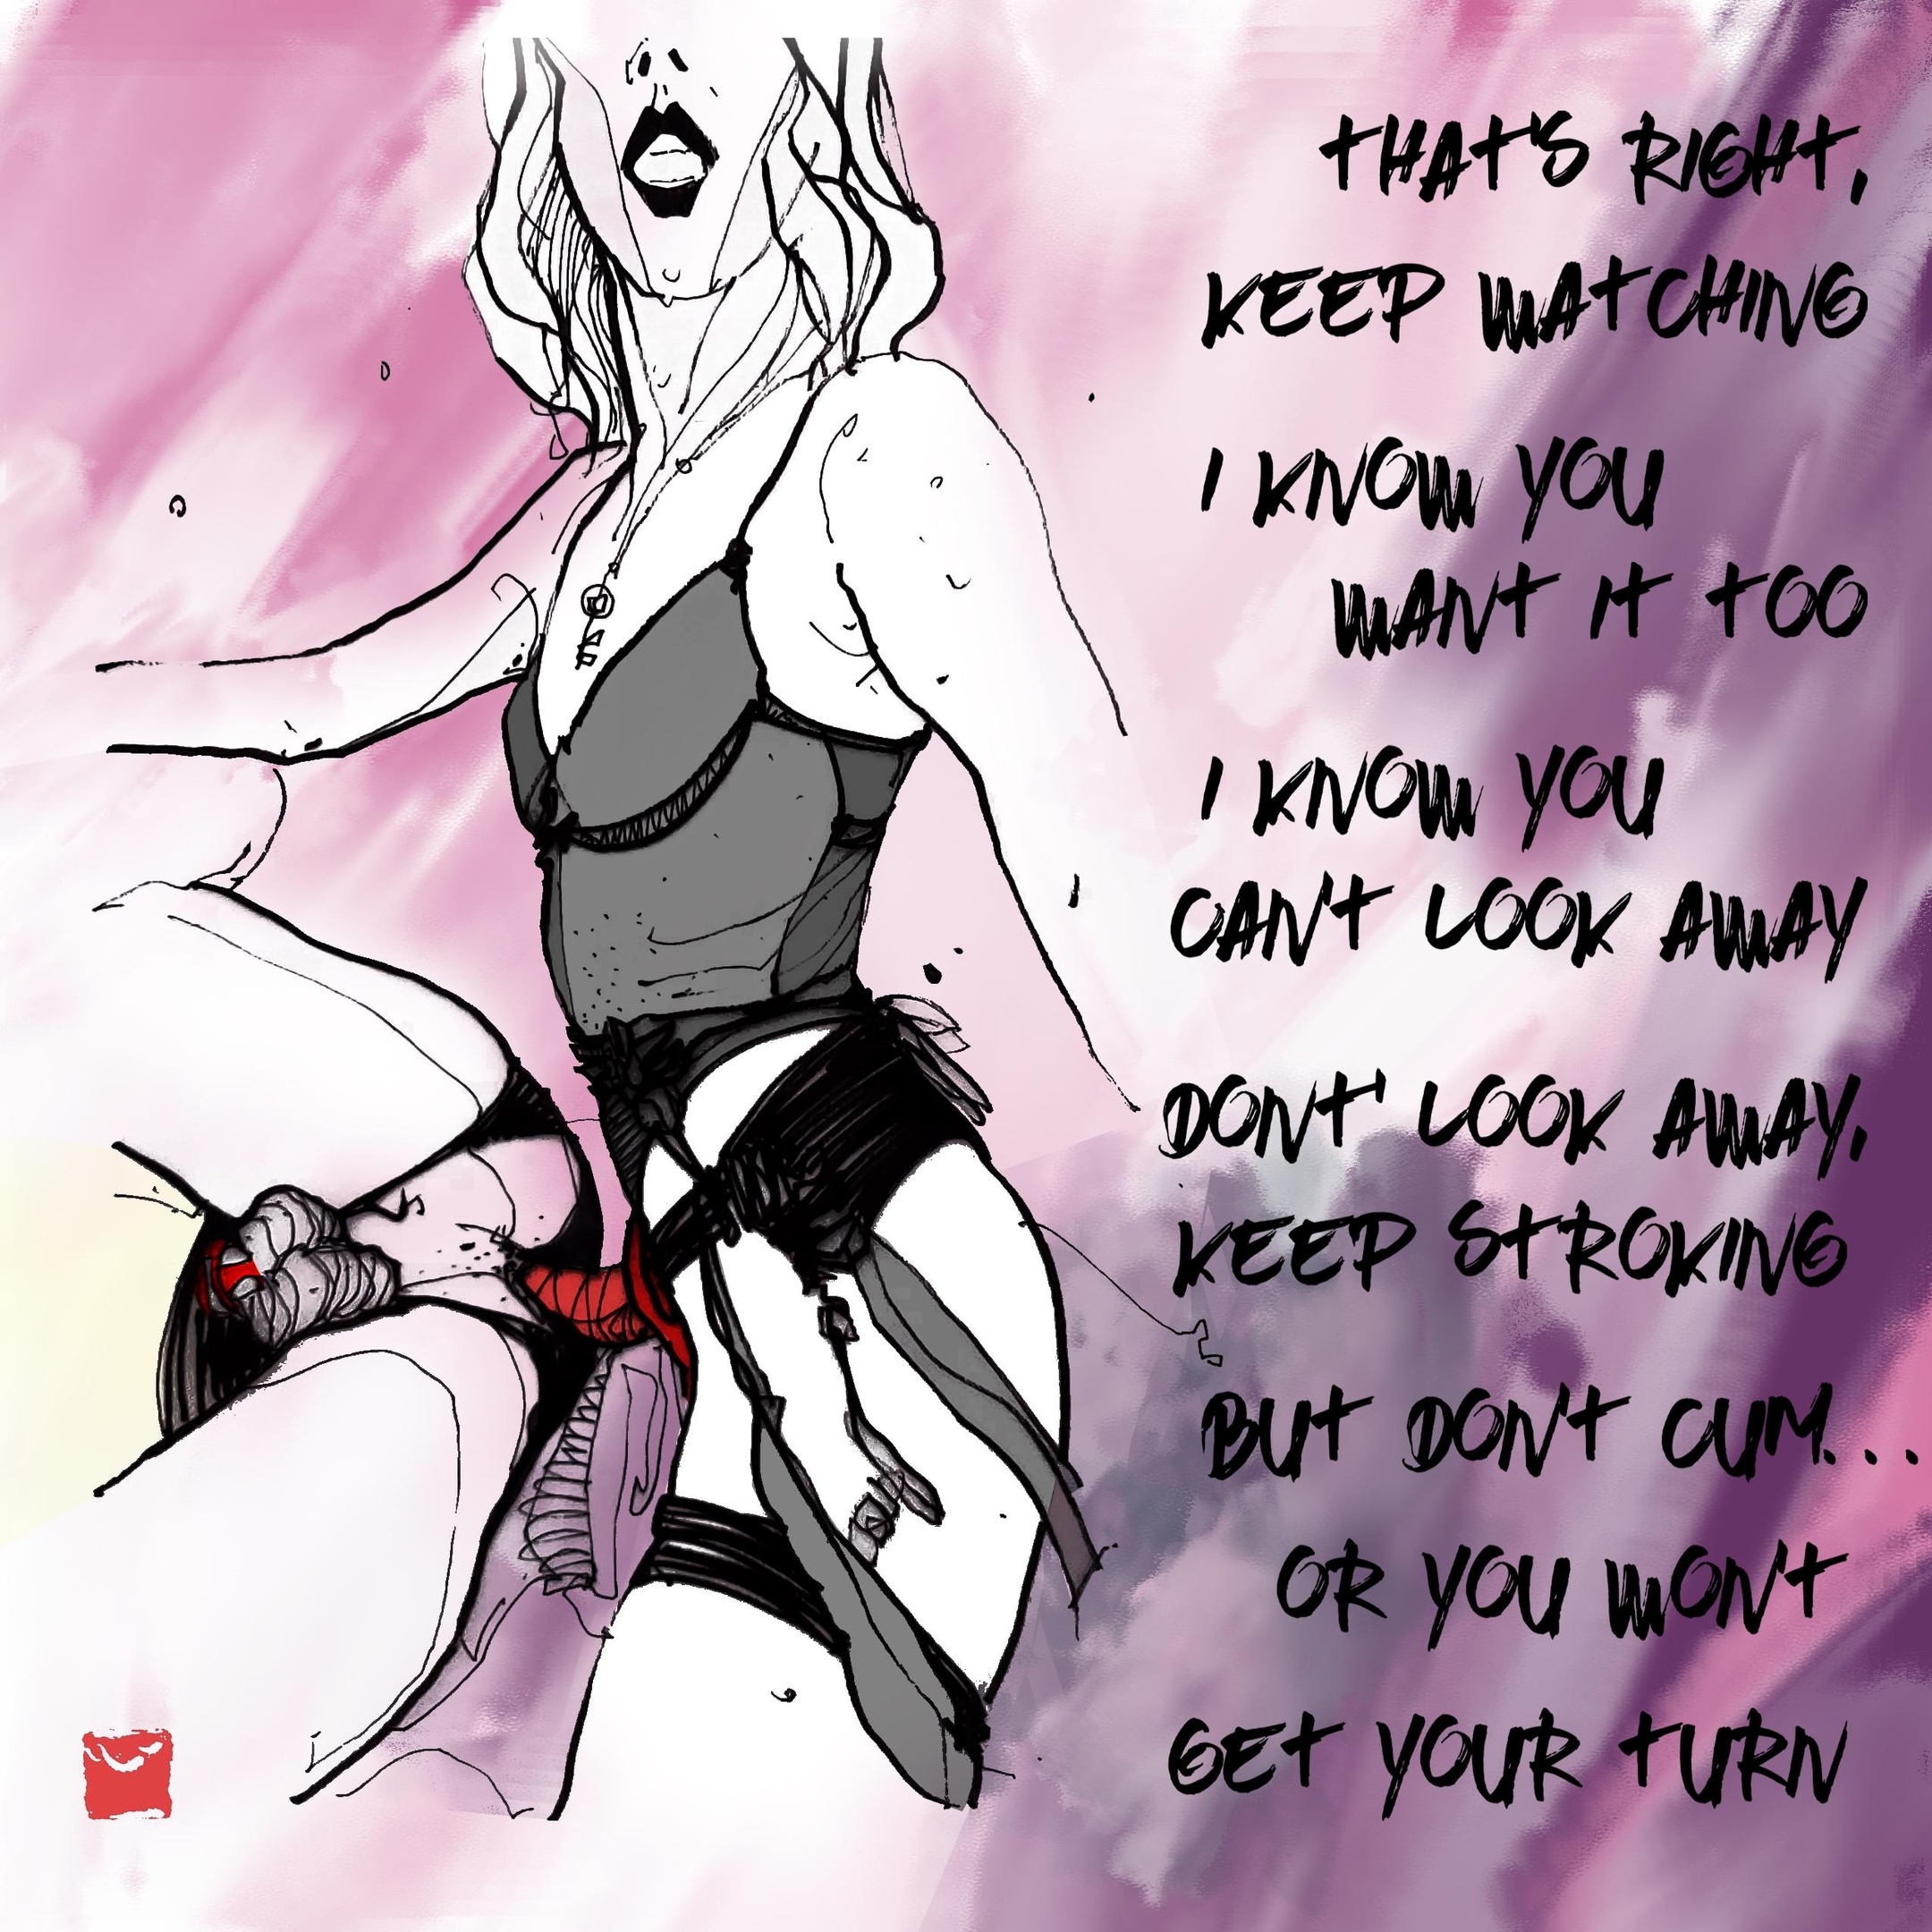 THAT'S RIGHT,
KEEP WATCHING
I KNOW YOU
WANT IT TOO
I KNOW YOU
CAN'T LOOK AWAY
DON'T LOOK AWAY,
KEEP STROKING
BUT DON'T CUM...
OR YOU WON'T
GET YOUR TURN